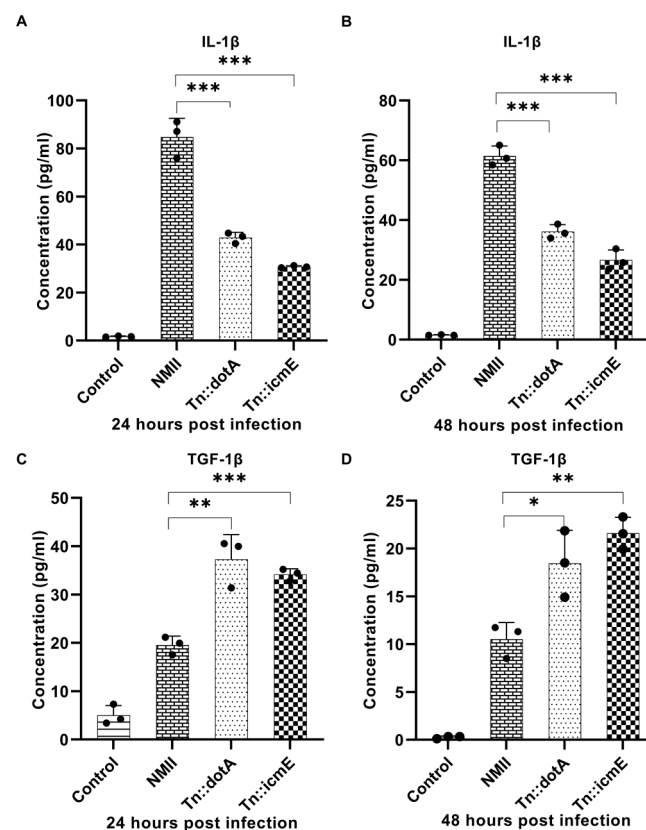 A
IL-1β
***
***
Concentration (pg/ml)
100
80
60
40
20
0
Control
NMII
Tn::dotA
Tn::icmE
24 hours post infection
B
IL-1β
***
***
Concentration (pg/ml)
80
60
40
20
0
Control
NMII
Tn::dotA
Tn::icmE
48 hours post infection
C
TGF-1β
***
**
Concentration (pg/ml)
50
40
30
20
10
0
Control
NMII
Tn::dotA
Tn::icmE
24 hours post infection
D
TGF-1β
**
*
Concentration (pg/ml)
25
20
15
10
5
0
Control
NMII
Tn::dotA
Tn::icmE
48 hours post infection